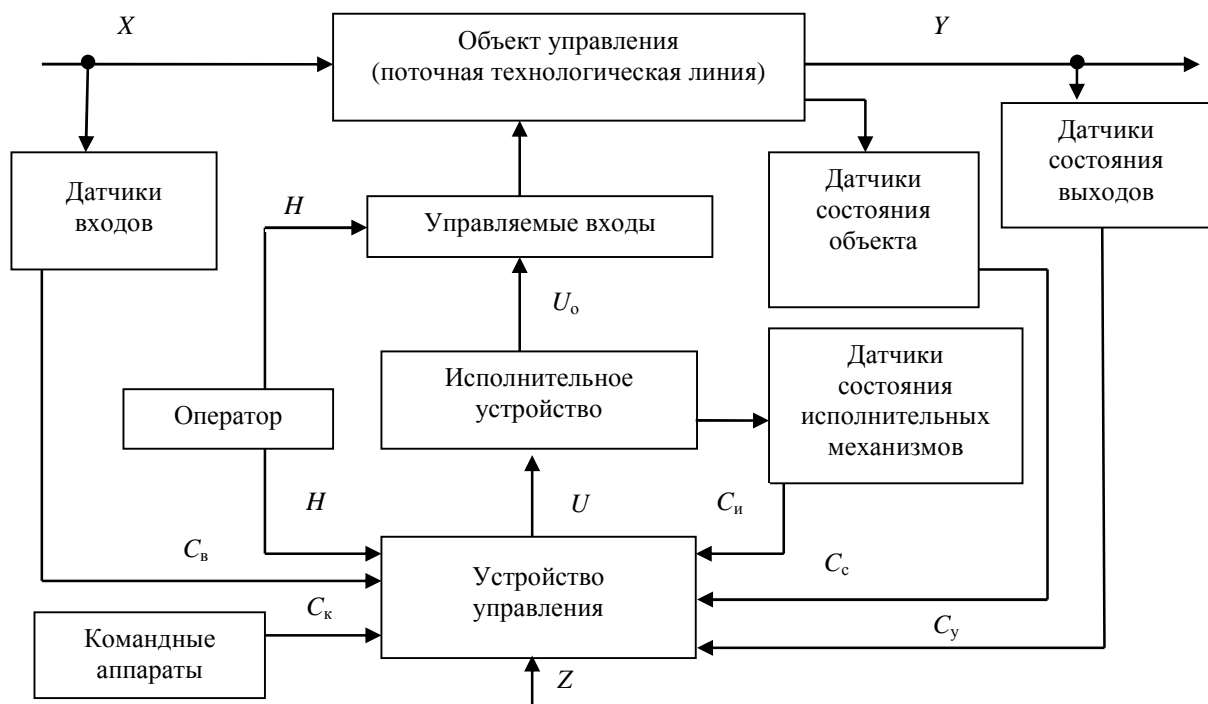 X
Объект управления
(поточная технологическая линия)
Y
Датчики
входов
Датчики
состояния
объекта
Датчики
состояния
выходов
H
Управляемые входы
Uо
Оператор
Исполнительное
устройство
Датчики
состояния
исполнительных
механизмов
H
U
Cи
Cв
Cс
Устройство
управления
Cк
Cу
Командные
аппараты
Z